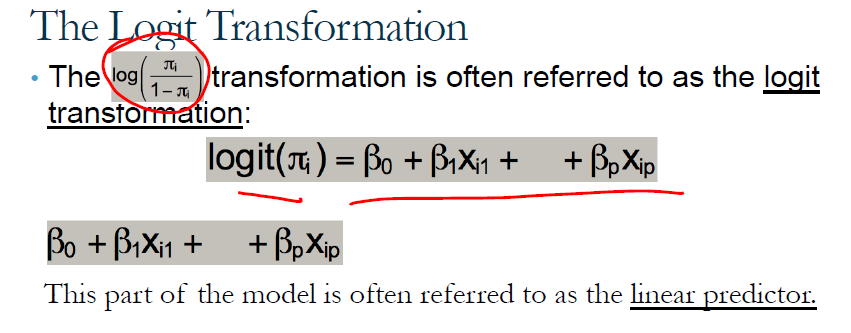 The Logit Transformation
• The log(πᵢ / 1 − πᵢ) transformation is often referred to as the logit
transformation:
logit(πᵢ) = β₀ + β₁xᵢ₁ +   + βₚxᵢₚ
β₀ + β₁xᵢ₁ +   + βₚxᵢₚ
This part of the model is often referred to as the linear predictor.